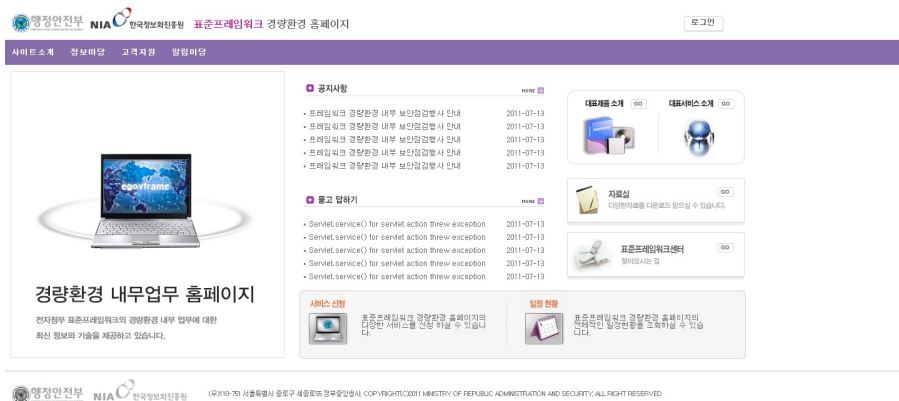 행정안전부 NIA 한국정보화진흥원 표준프레임워크 경량환경 홈페이지
로그인
사이트소개 정보마당 고객지원 알림마당
공지사항 MORE
프레임워크 경량환경 내부 보안점검행사 안내 2011-07-13
프레임워크 경량환경 내부 보안점검행사 안내 2011-07-13
프레임워크 경량환경 내부 보안점검행사 안내 2011-07-13
프레임워크 경량환경 내부 보안점검행사 안내 2011-07-13
프레임워크 경량환경 내부 보안점검행사 안내 2011-07-13
묻고 답하기 MORE
Servlet.service() for servlet action threw exception 2011-07-13
Servlet.service() for servlet action threw exception 2011-07-13
Servlet.service() for servlet action threw exception 2011-07-13
Servlet.service() for servlet action threw exception 2011-07-13
Servlet.service() for servlet action threw exception 2011-07-13
대표제품 소개 GO 대표서비스 소개 GO
자료실 GO
다양한자료를 다운로드 받으실 수 있습니다.
표준프레임워크센터 GO
찾아오시는 길
egovframe
경량환경 내부업무 홈페이지
전자정부 표준프레임워크의 경량환경 내부 업무에 대한
최신 정보와 기술을 제공하고 있습니다.
서비스 신청
표준프레임워크 경량환경 홈페이지의
다양한 서비스를 신청 하실 수 있습니
다.
일정 현황
표준프레임워크 경량환경 홈페이지의
전체적인 일정현황을 조회하실 수 있습
니다.
행정안전부 NIA 한국정보화진흥원
(우)110-751 서울특별시 종로구 세종로55 정부중앙청사, COPYRIGHT(C)2011 MINISTRY OF REPUBLIC ADMINISTRATION AND SECURITY, ALL RIGHT RESERVED